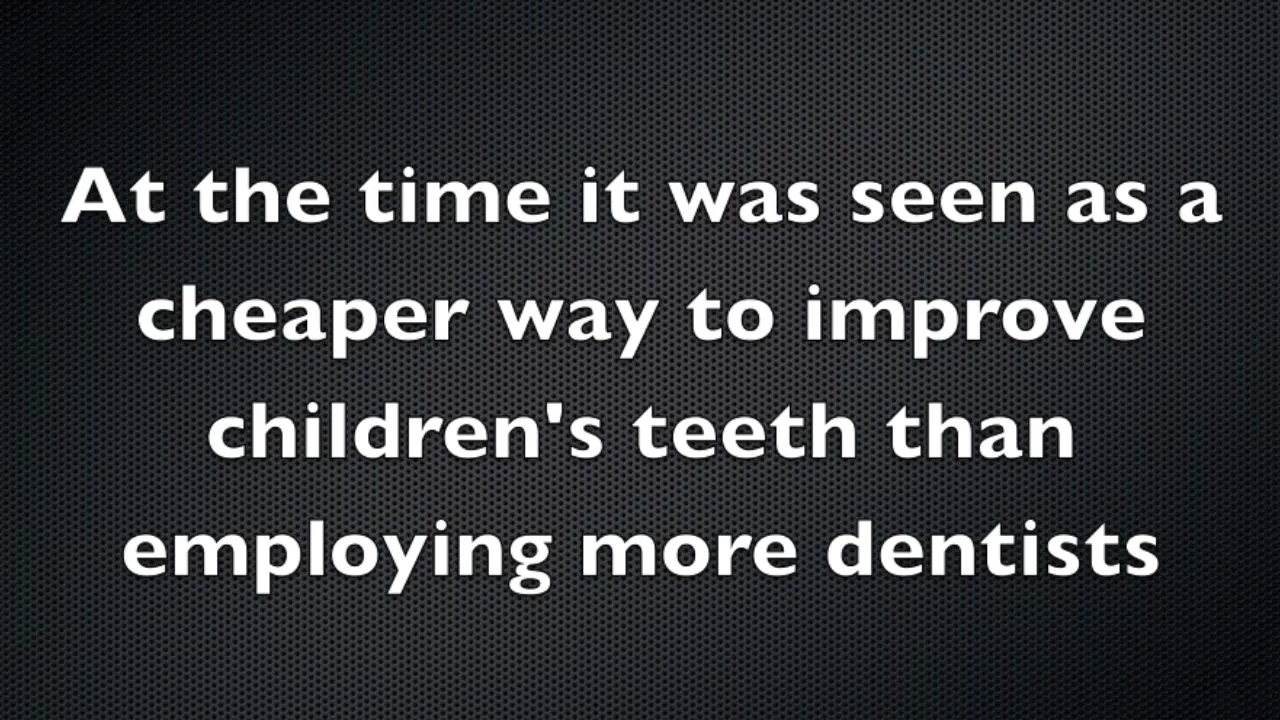 At the time it was seen as a
cheaper way to improve
children's teeth than
employing more dentists